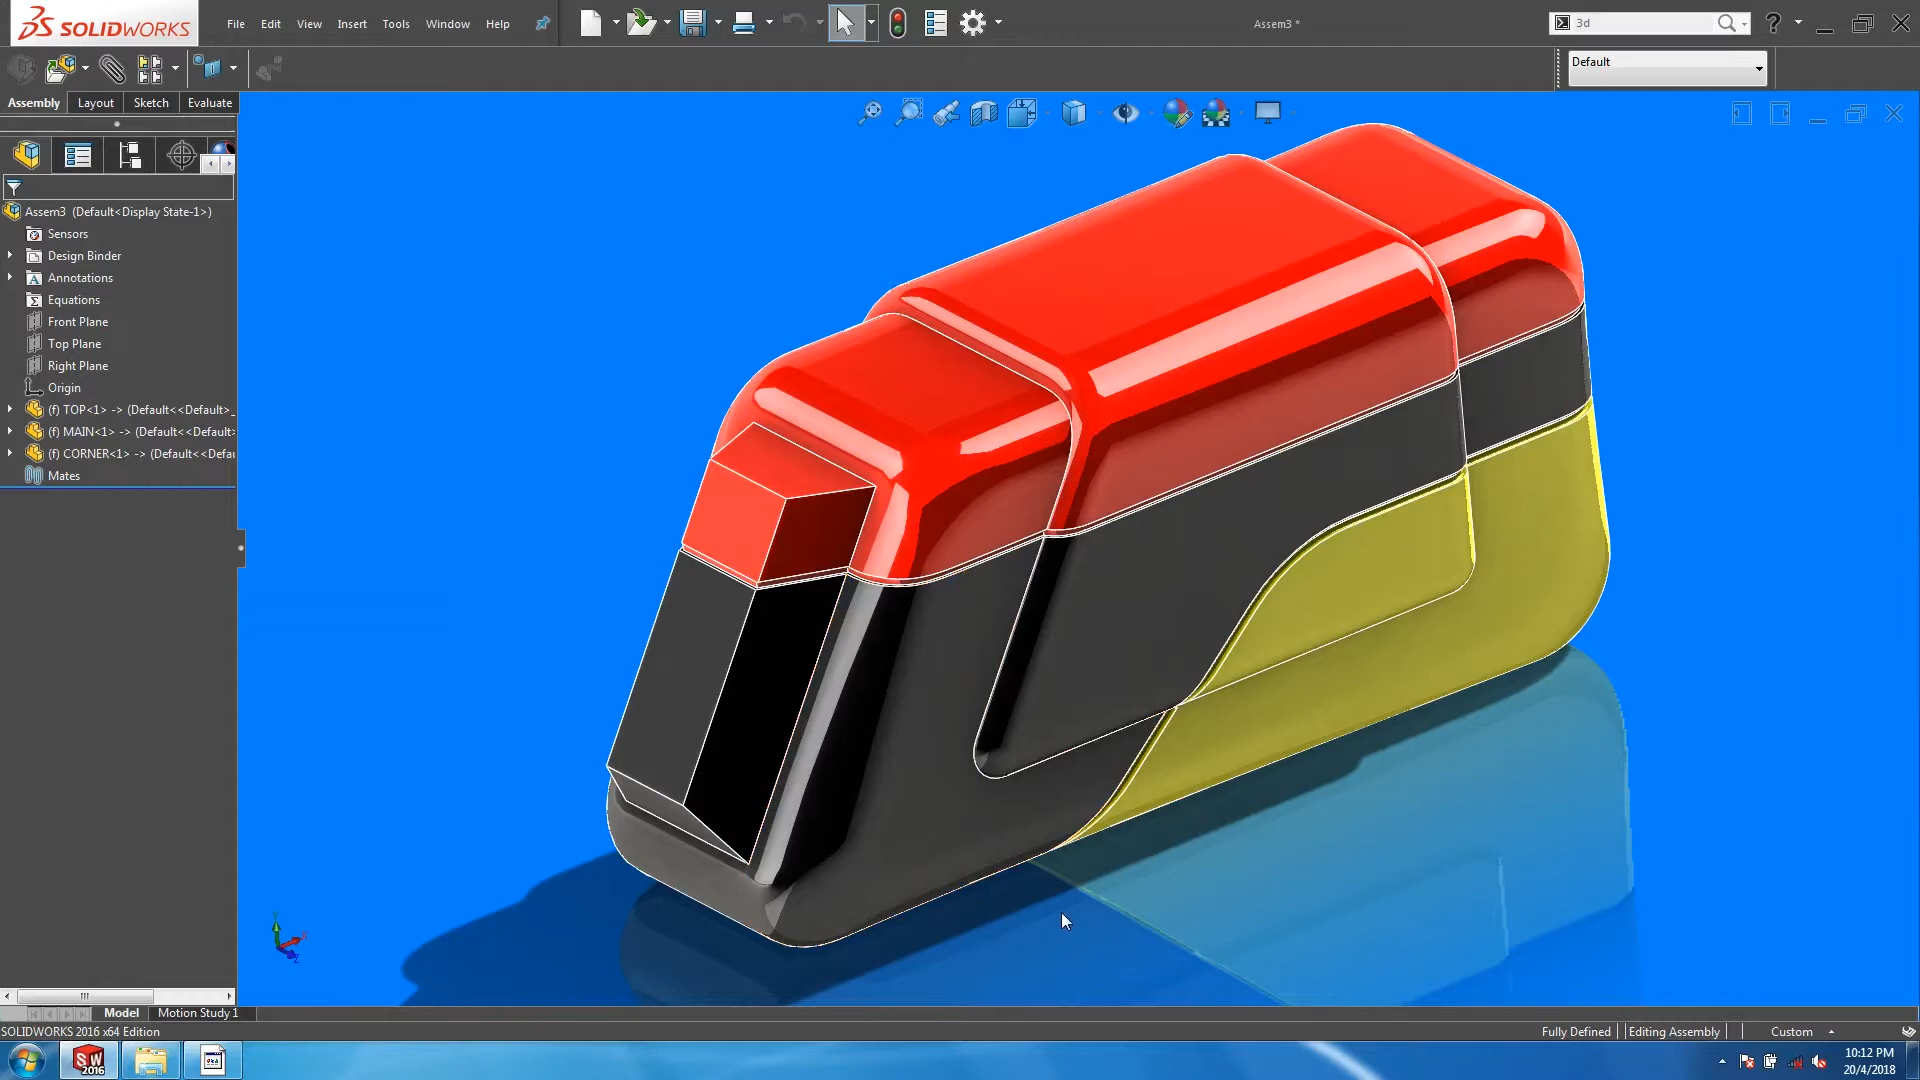 SOLIDWORKS File Edit View Insert Tools Window Help Assem3 * 3d ?
Default
Assembly Layout Sketch Evaluate
Assem3 (Default<Display State-1>)
Sensors
Design Binder
Annotations
Equations
Front Plane
Top Plane
Right Plane
Origin
(f) TOP<1> -> (Default<<Default>_
(f) MAIN<1> -> (Default<<Default>
(f) CORNER<1> -> (Default<<Defau
Mates
Model Motion Study 1
SOLIDWORKS 2016 x64 Edition Fully Defined Editing Assembly Custom
SW 2016 10:12 PM
20/4/2018